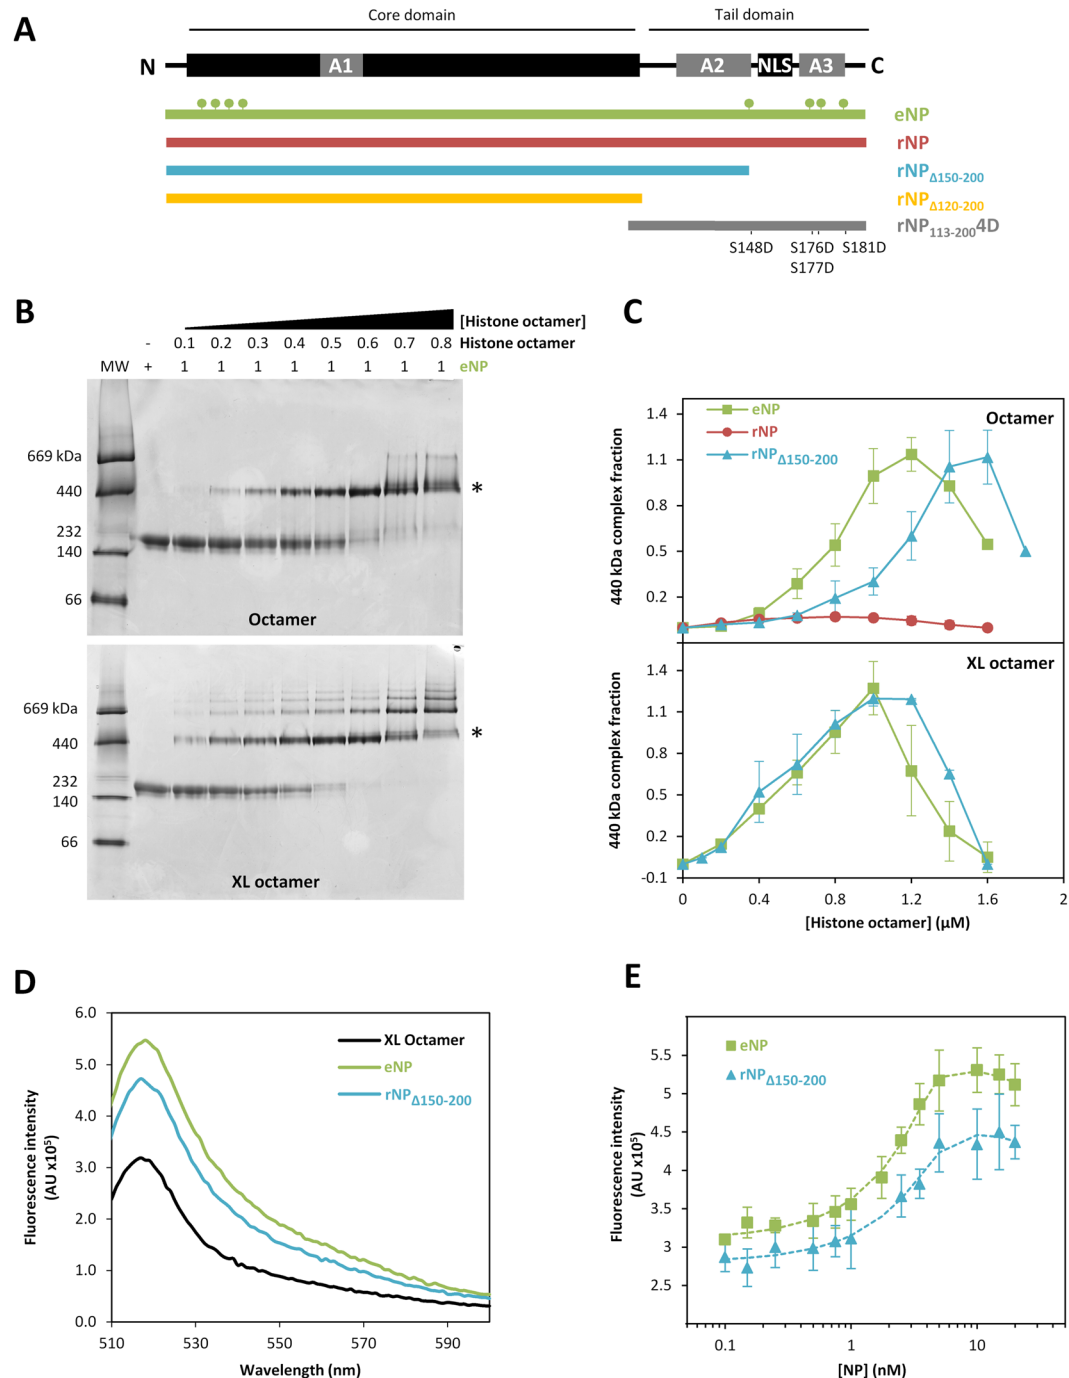 A
Core domain
Tail domain
N
A1
A2
NLS
A3
C
eNP
rNP
rNPΔ150-200
rNPΔ120-200
rNP113-2004D
S148D
S176D
S181D
S177D
B
[Histone octamer]
- 0.1 0.2 0.3 0.4 0.5 0.6 0.7 0.8 Histone octamer
MW + 1 1 1 1 1 1 1 1 eNP
669 kDa
440
*
232
140
66
Octamer
669 kDa
440
*
232
140
66
XL octamer
C
440 kDa complex fraction
1.4
1.1
0.8
0.5
0.2
eNP
rNP
rNPΔ150-200
Octamer
440 kDa complex fraction
1.4
1.1
0.8
0.5
0.2
-0.1
XL octamer
0 0.4 0.8 1.2 1.6 2
[Histone octamer] (µM)
D
Fluorescence intensity
(AU x10⁵)
6.0
5.0
4.0
3.0
2.0
1.0
0.0
XL Octamer
eNP
rNPΔ150-200
510 530 550 570 590
Wavelength (nm)
E
Fluorescence intensity
(AU x10⁵)
5.5
5
4.5
4
3.5
3
2.5
eNP
rNPΔ150-200
0.1 1 10
[NP] (nM)